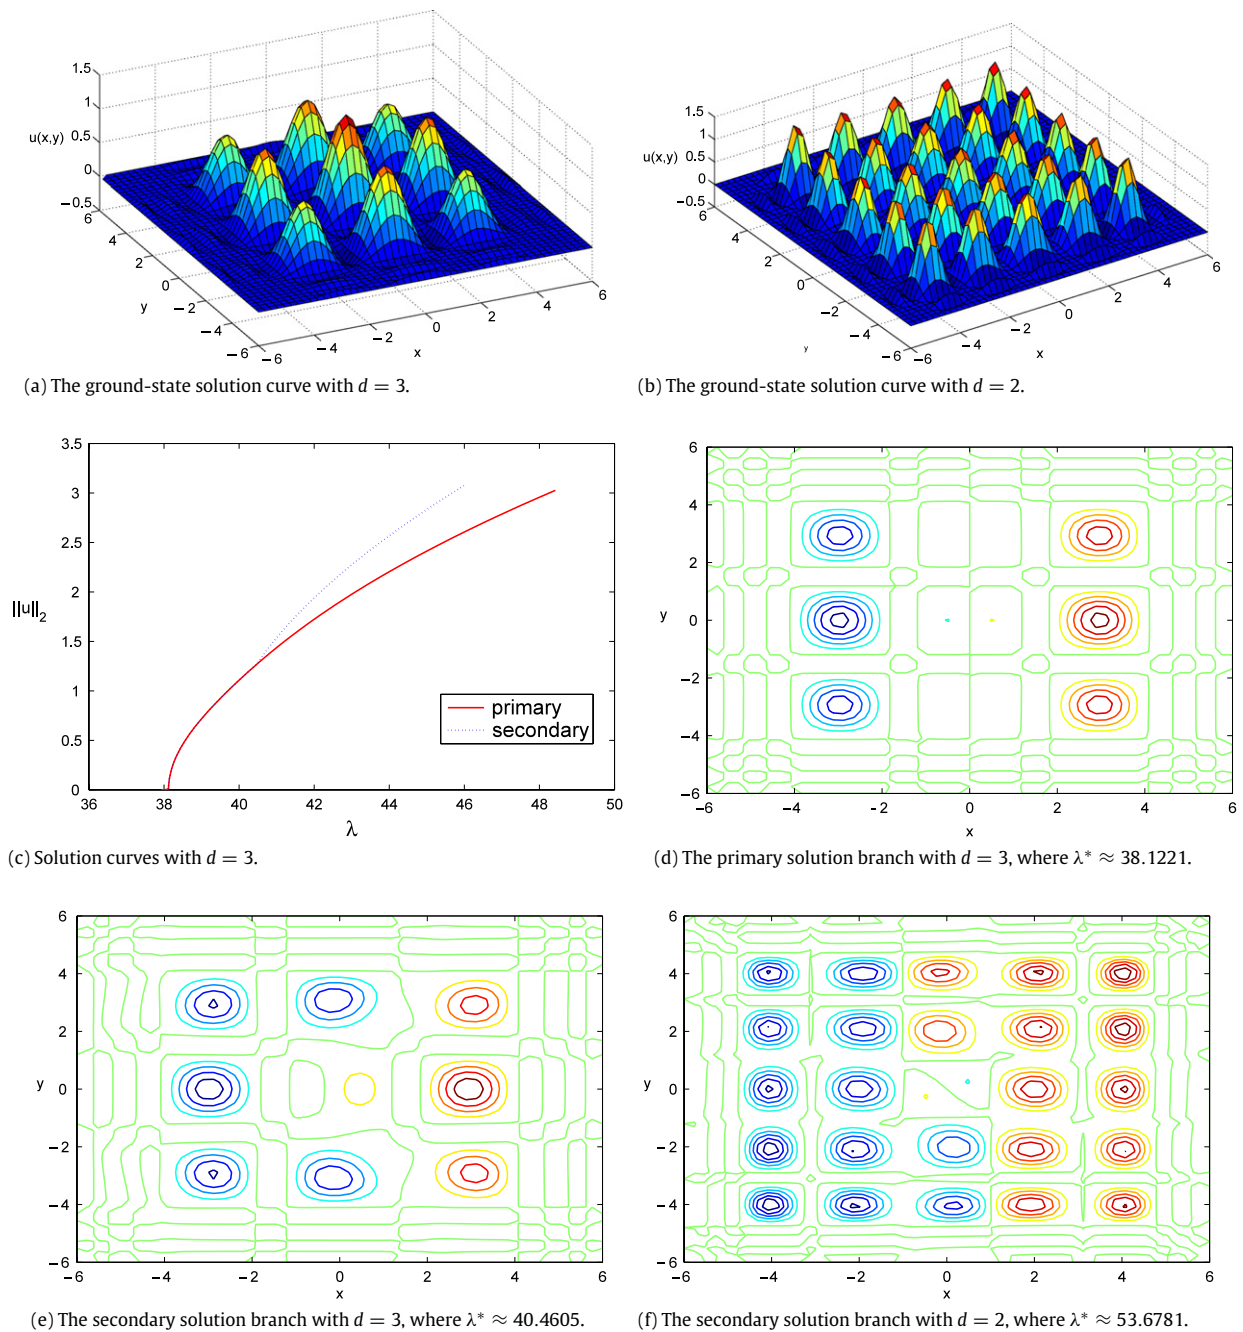 1.5
1
u(x,y) 0.5
0
−0.5
6
4
2
0
y
−2
−4
−6
−6
−4
−2
0
x
2
4
6
(a) The ground-state solution curve with d = 3.
1.5
1
u(x,y) 0.5
0
−0.5
6
4
2
0
−2
y
−4
−6
−6
−4
−2
0
x
2
4
6
(b) The ground-state solution curve with d = 2.
3.5
3
2.5
2
||u||2
1.5
1
0.5
0
primary
secondary
36 38 40 42 44 46 48 50
λ
(c) Solution curves with d = 3.
6
4
2
y 0
−2
−4
−6
−6 −4 −2 0 2 4 6
x
(d) The primary solution branch with d = 3, where λ* ≈ 38.1221.
6
4
2
y 0
−2
−4
−6
−6 −4 −2 0 2 4 6
x
(e) The secondary solution branch with d = 3, where λ* ≈ 40.4605.
6
4
2
y 0
−2
−4
−6
−6 −4 −2 0 2 4 6
x
(f) The secondary solution branch with d = 2, where λ* ≈ 53.6781.